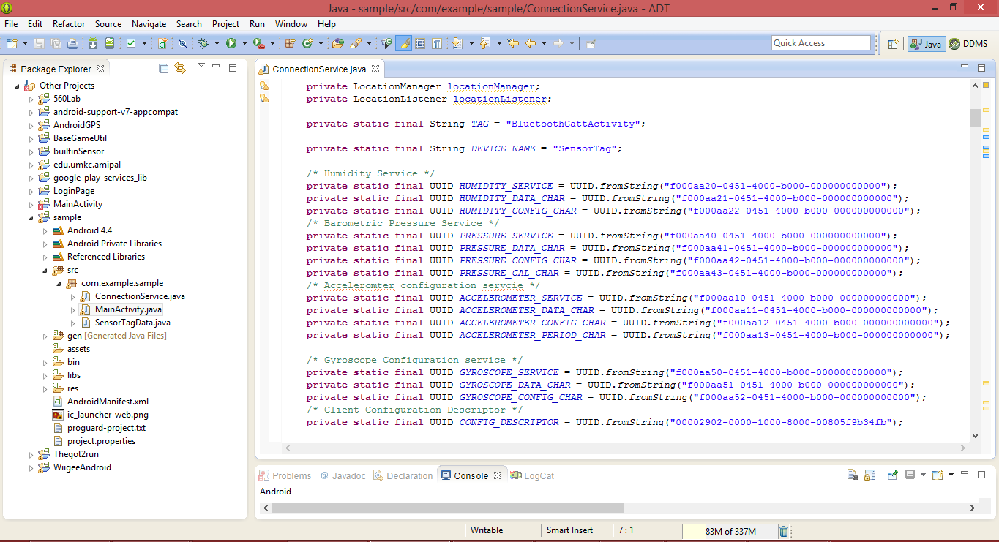 Java - sample/src/com/example/sample/ConnectionService.java - ADT
File Edit Refactor Source Navigate Search Project Run Window Help
Quick Access
Java
DDMS
Package Explorer
Other Projects
560Lab
android-support-v7-appcompat
AndroidGPS
BaseGameUtil
builtinSensor
edu.umkc.amipal
google-play-services_lib
LoginPage
MainActivity
sample
Android 4.4
Android Private Libraries
Referenced Libraries
src
com.example.sample
ConnectionService.java
MainActivity.java
SensorTagData.java
gen [Generated Java Files]
assets
bin
libs
res
AndroidManifest.xml
ic_launcher-web.png
proguard-project.txt
project.properties
Thegot2run
WiigeeAndroid
ConnectionService.java
private LocationManager locationManager;
private LocationListener locationListener;
private static final String TAG = "BluetoothGattActivity";
private static final String DEVICE_NAME = "SensorTag";
/* Humidity Service */
private static final UUID HUMIDITY_SERVICE = UUID.fromString("f000aa20-0451-4000-b000-000000000000");
private static final UUID HUMIDITY_DATA_CHAR = UUID.fromString("f000aa21-0451-4000-b000-000000000000");
private static final UUID HUMIDITY_CONFIG_CHAR = UUID.fromString("f000aa22-0451-4000-b000-000000000000");
/* Barometric Pressure Service */
private static final UUID PRESSURE_SERVICE = UUID.fromString("f000aa40-0451-4000-b000-000000000000");
private static final UUID PRESSURE_DATA_CHAR = UUID.fromString("f000aa41-0451-4000-b000-000000000000");
private static final UUID PRESSURE_CONFIG_CHAR = UUID.fromString("f000aa42-0451-4000-b000-000000000000");
private static final UUID PRESSURE_CAL_CHAR = UUID.fromString("f000aa43-0451-4000-b000-000000000000");
/* Acceleromter configuration servcie */
private static final UUID ACCELEROMETER_SERVICE = UUID.fromString("f000aa10-0451-4000-b000-000000000000");
private static final UUID ACCELEROMETER_DATA_CHAR = UUID.fromString("f000aa11-0451-4000-b000-000000000000");
private static final UUID ACCELEROMETER_CONFIG_CHAR = UUID.fromString("f000aa12-0451-4000-b000-000000000000");
private static final UUID ACCELEROMETER_PERIOD_CHAR = UUID.fromString("f000aa13-0451-4000-b000-000000000000");
/* Gyroscope Configuration service */
private static final UUID GYROSCOPE_SERVICE = UUID.fromString("f000aa50-0451-4000-b000-000000000000");
private static final UUID GYROSCOPE_DATA_CHAR = UUID.fromString("f000aa51-0451-4000-b000-000000000000");
private static final UUID GYROSCOPE_CONFIG_CHAR = UUID.fromString("f000aa52-0451-4000-b000-000000000000");
/* Client Configuration Descriptor */
private static final UUID CONFIG_DESCRIPTOR = UUID.fromString("00002902-0000-1000-8000-00805f9b34fb");
Problems @ Javadoc Declaration Console LogCat
Android
Writable
Smart Insert
7 : 1
83M of 337M